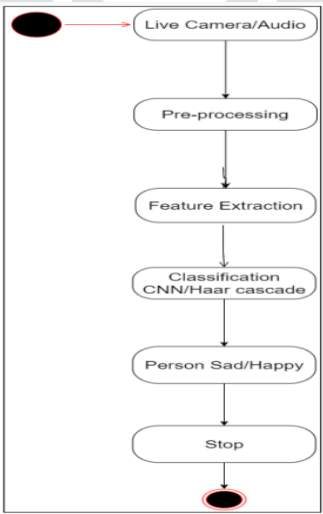 Live Camera/Audio
Pre-processing
Feature Extraction
Classification
CNN/Haar cascade
Person Sad/Happy
Stop